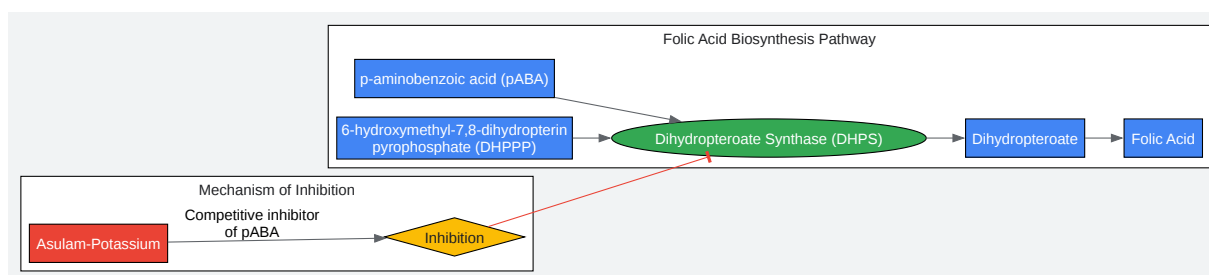 Folic Acid Biosynthesis Pathway
p-aminobenzoic acid (pABA)
6-hydroxymethyl-7,8-dihydropterin
pyrophosphate (DHPPP)
Dihydropteroate Synthase (DHPS)
Dihydropteroate
Folic Acid
Mechanism of Inhibition
Asulam-Potassium
Competitive inhibitor
of pABA
Inhibition